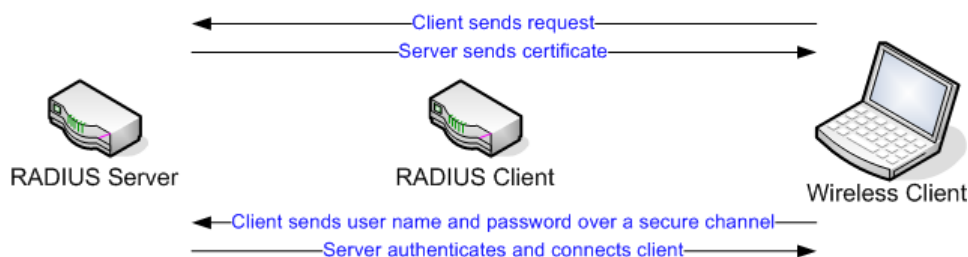 Client sends request
Server sends certificate
RADIUS Server
RADIUS Client
Wireless Client
Client sends user name and password over a secure channel
Server authenticates and connects client